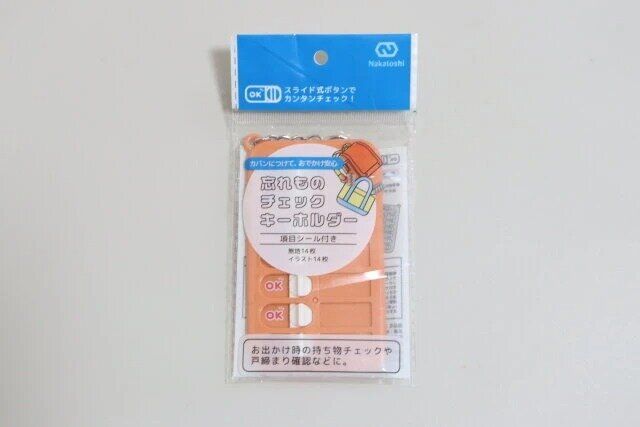 Nakatoshi
OK
スライド式ボタンで
カンタンチェック！
カバンにつけて、おでかけ安心
忘れもの
チェック
キーホルダー
項目シール付き
無地14枚
イラスト14枚
OK
OK
お出かけ時の持ち物チェックや
戸締まり確認などに。